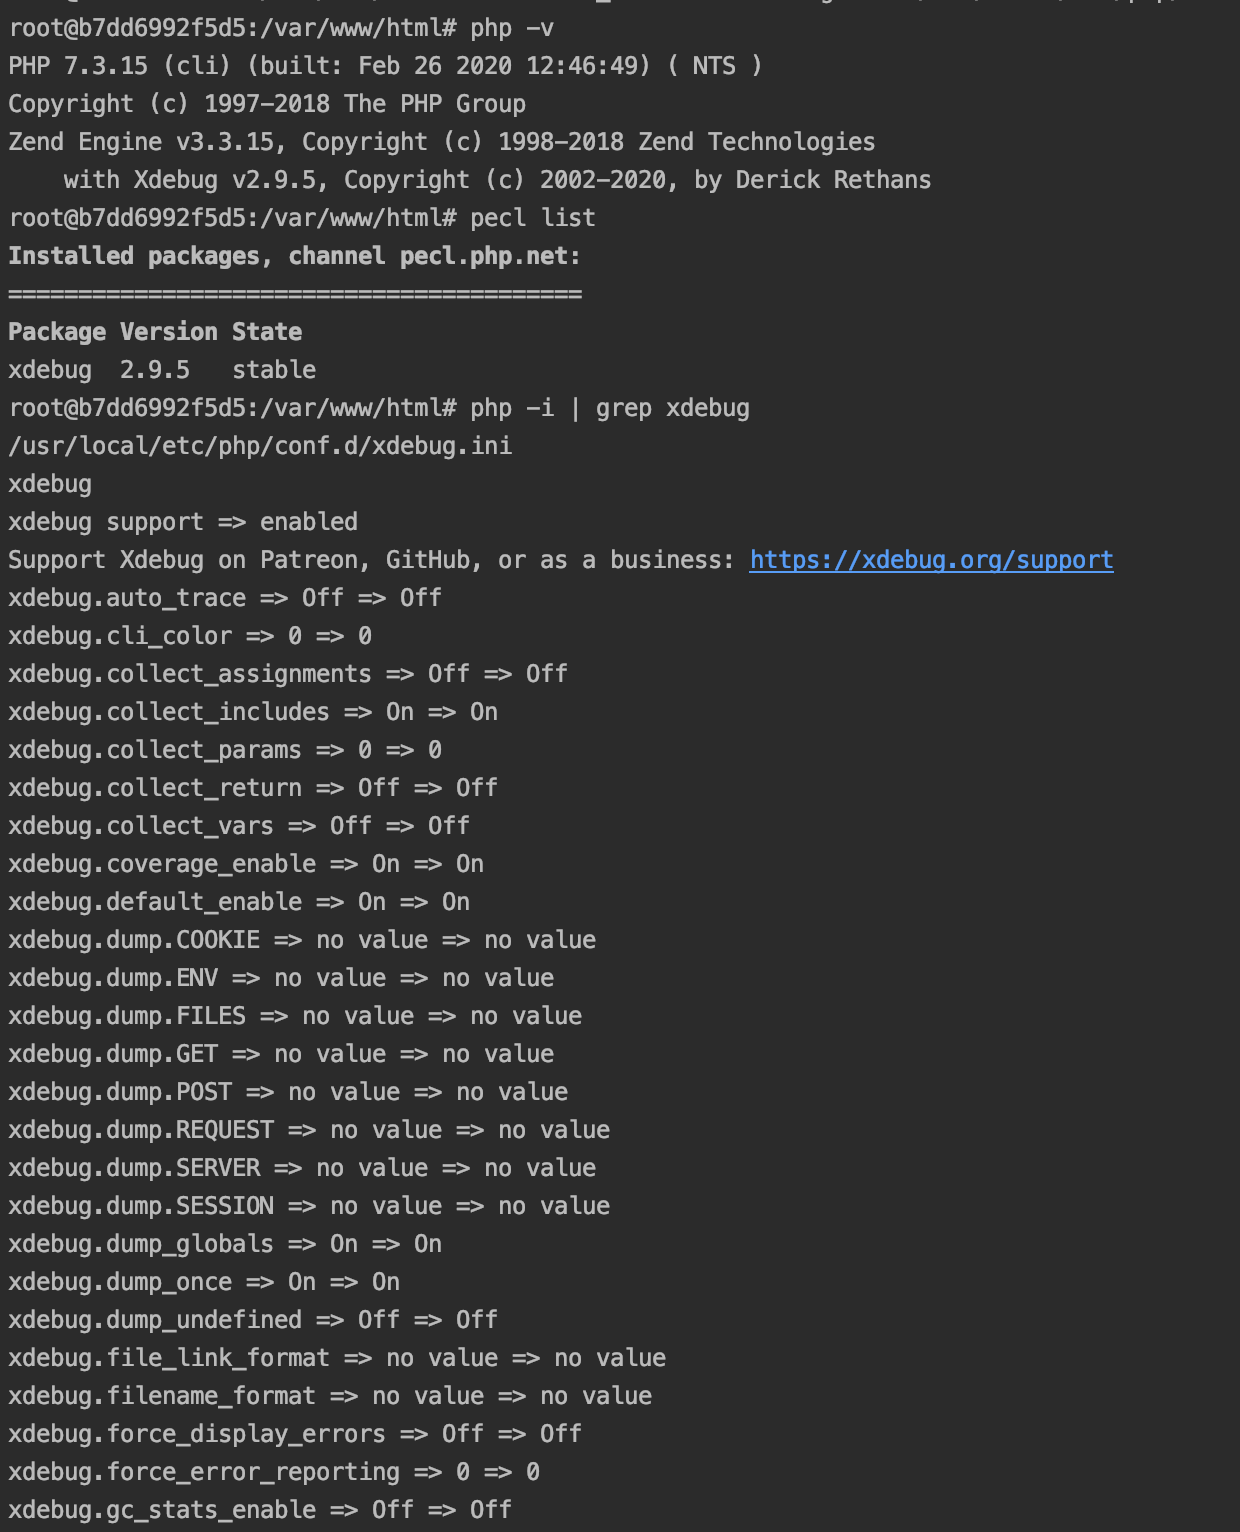 root@b7dd6992f5d5:/var/www/html# php -v
PHP 7.3.15 (cli) (built: Feb 26 2020 12:46:49) ( NTS )
Copyright (c) 1997-2018 The PHP Group
Zend Engine v3.3.15, Copyright (c) 1998-2018 Zend Technologies
    with Xdebug v2.9.5, Copyright (c) 2002-2020, by Derick Rethans
root@b7dd6992f5d5:/var/www/html# pecl list
Installed packages, channel pecl.php.net:
=========================================
Package Version State
xdebug  2.9.5   stable
root@b7dd6992f5d5:/var/www/html# php -i | grep xdebug
/usr/local/etc/php/conf.d/xdebug.ini
xdebug
xdebug support => enabled
Support Xdebug on Patreon, GitHub, or as a business: https://xdebug.org/support
xdebug.auto_trace => Off => Off
xdebug.cli_color => 0 => 0
xdebug.collect_assignments => Off => Off
xdebug.collect_includes => On => On
xdebug.collect_params => 0 => 0
xdebug.collect_return => Off => Off
xdebug.collect_vars => Off => Off
xdebug.coverage_enable => On => On
xdebug.default_enable => On => On
xdebug.dump.COOKIE => no value => no value
xdebug.dump.ENV => no value => no value
xdebug.dump.FILES => no value => no value
xdebug.dump.GET => no value => no value
xdebug.dump.POST => no value => no value
xdebug.dump.REQUEST => no value => no value
xdebug.dump.SERVER => no value => no value
xdebug.dump.SESSION => no value => no value
xdebug.dump_globals => On => On
xdebug.dump_once => On => On
xdebug.dump_undefined => Off => Off
xdebug.file_link_format => no value => no value
xdebug.filename_format => no value => no value
xdebug.force_display_errors => Off => Off
xdebug.force_error_reporting => 0 => 0
xdebug.gc_stats_enable => Off => Off